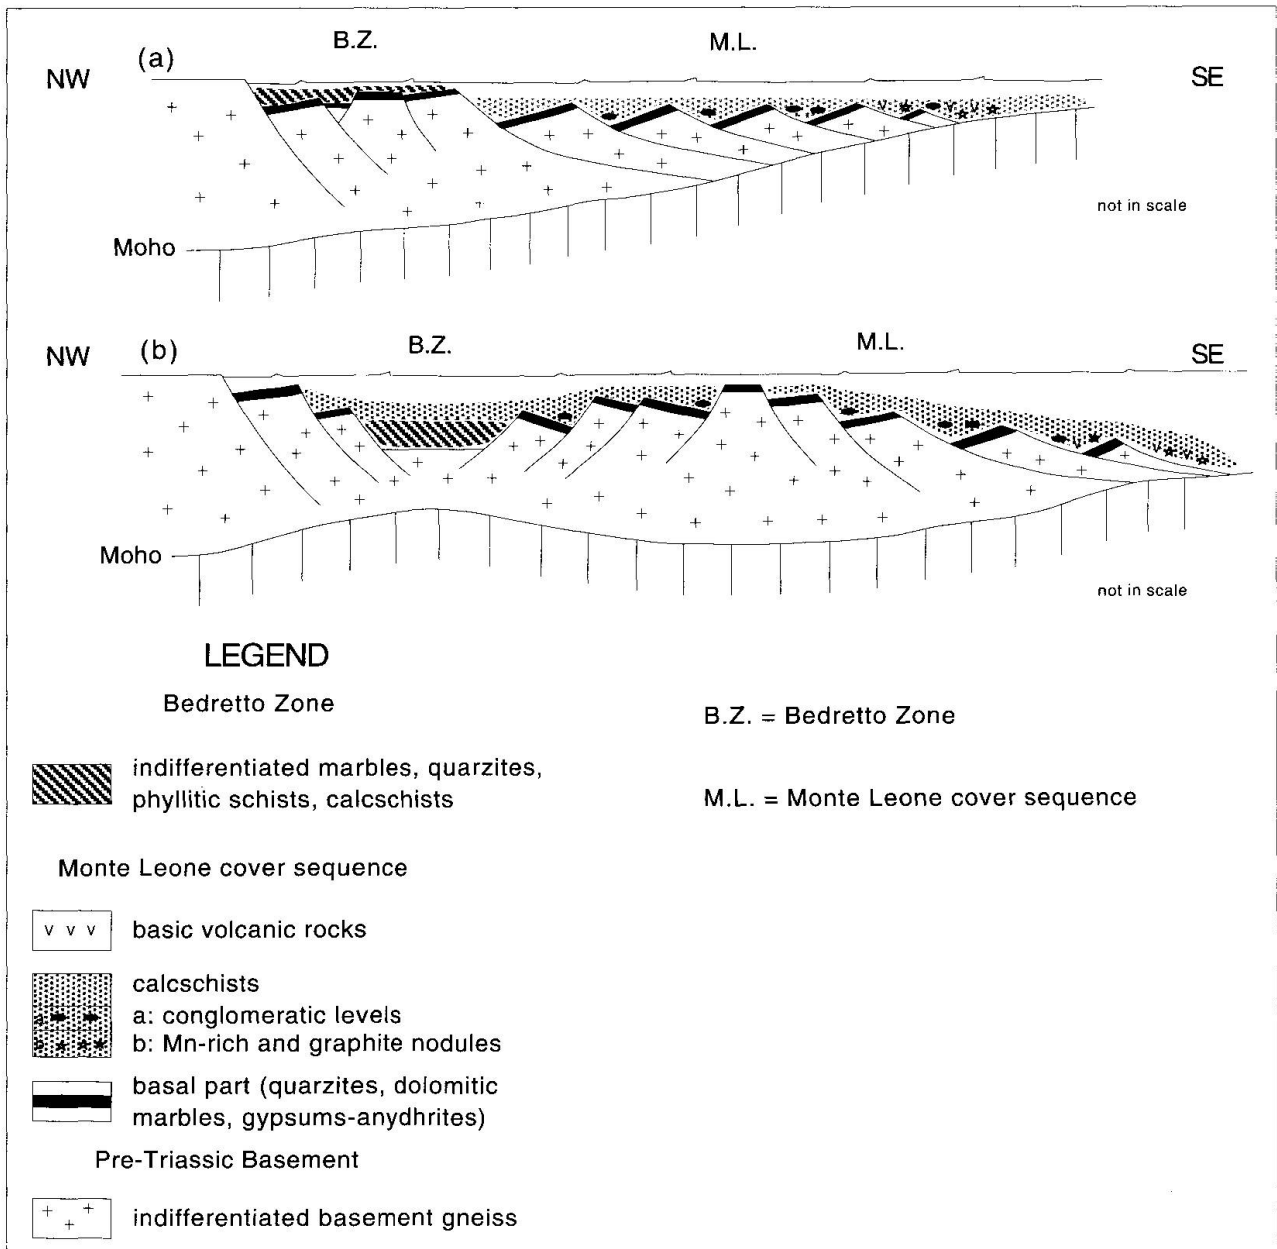 B.Z.
M.L.
NW
(a)
SE
not in scale
Moho
B.Z.
M.L.
NW
(b)
SE
Moho
not in scale
LEGEND
Bedretto Zone
B.Z. = Bedretto Zone
indifferentiated marbles, quarzites,
phyllitic schists, calcschists
M.L. = Monte Leone cover sequence
Monte Leone cover sequence
v v v
basic volcanic rocks
calcschists
a
a: conglomeratic levels
b: Mn-rich and graphite nodules
basal part (quarzites, dolomitic
marbles, gypsums-anydhrites)
Pre-Triassic Basement
indifferentiated basement gneiss